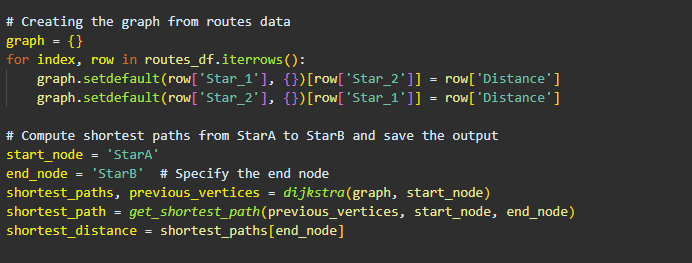 # Creating the graph from routes data
graph = {}
for index, row in routes_df.iterrows():
    graph.setdefault(row['Star_1'], {})[row['Star_2']] = row['Distance']
    graph.setdefault(row['Star_2'], {})[row['Star_1']] = row['Distance']

# Compute shortest paths from StarA to StarB and save the output
start_node = 'StarA'
end_node = 'StarB'  # Specify the end node
shortest_paths, previous_vertices = dijkstra(graph, start_node)
shortest_path = get_shortest_path(previous_vertices, start_node, end_node)
shortest_distance = shortest_paths[end_node]